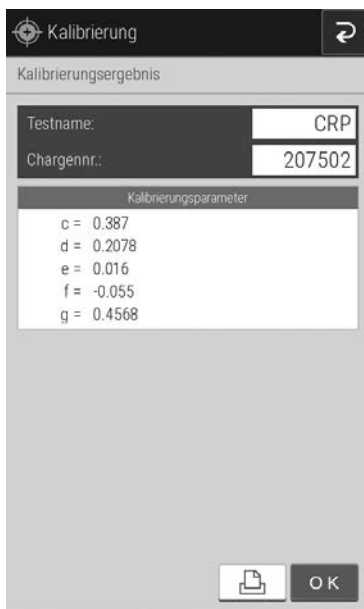 Kalibrierung
Kalibrierungsergebnis
Testname: CRP
Chargennr.: 207502
Kalibrierungsparameter
c = 0.387
d = 0.2078
e = 0.016
f = -0.055
g = 0.4568
OK